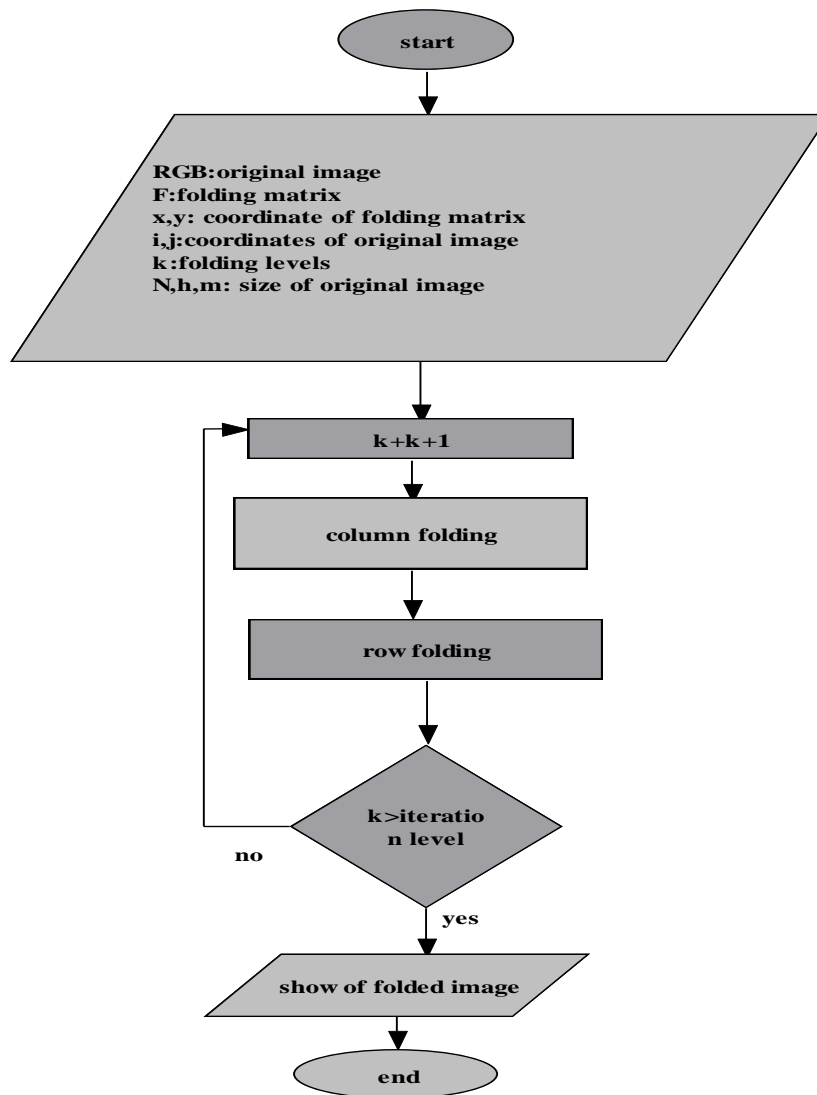 start
RGB:original image
F:folding matrix
x,y: coordinate of folding matrix
i,j:coordinates of original image
k:folding levels
N,h,m: size of original image
k+k+1
column folding
row folding
k>iteratio
n level
no
yes
show of folded image
end